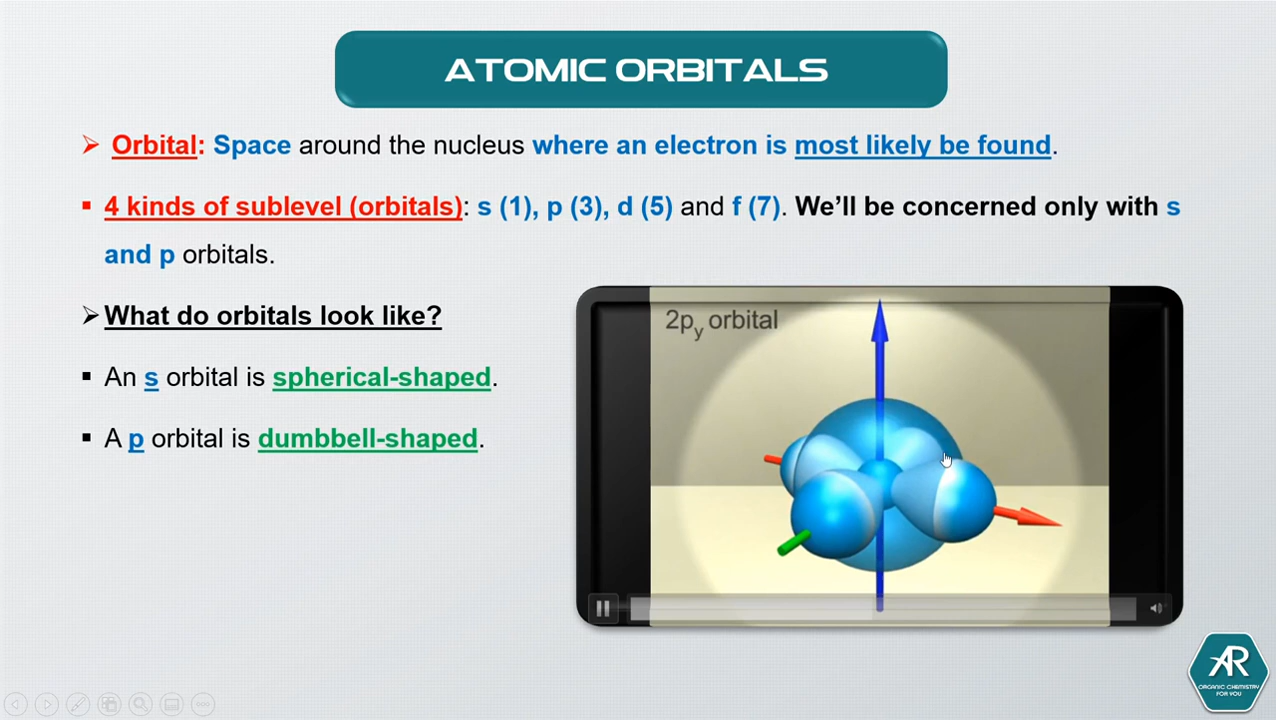 ATOMIC ORBITALS
➢ Orbital: Space around the nucleus where an electron is most likely be found.
▪ 4 kinds of sublevel (orbitals): s (1), p (3), d (5) and f (7). We’ll be concerned only with s
and p orbitals.
➢ What do orbitals look like?
▪ An s orbital is spherical-shaped.
▪ A p orbital is dumbbell-shaped.
2py orbital
AR
ORGANIC CHEMISTRY
FOR YOU